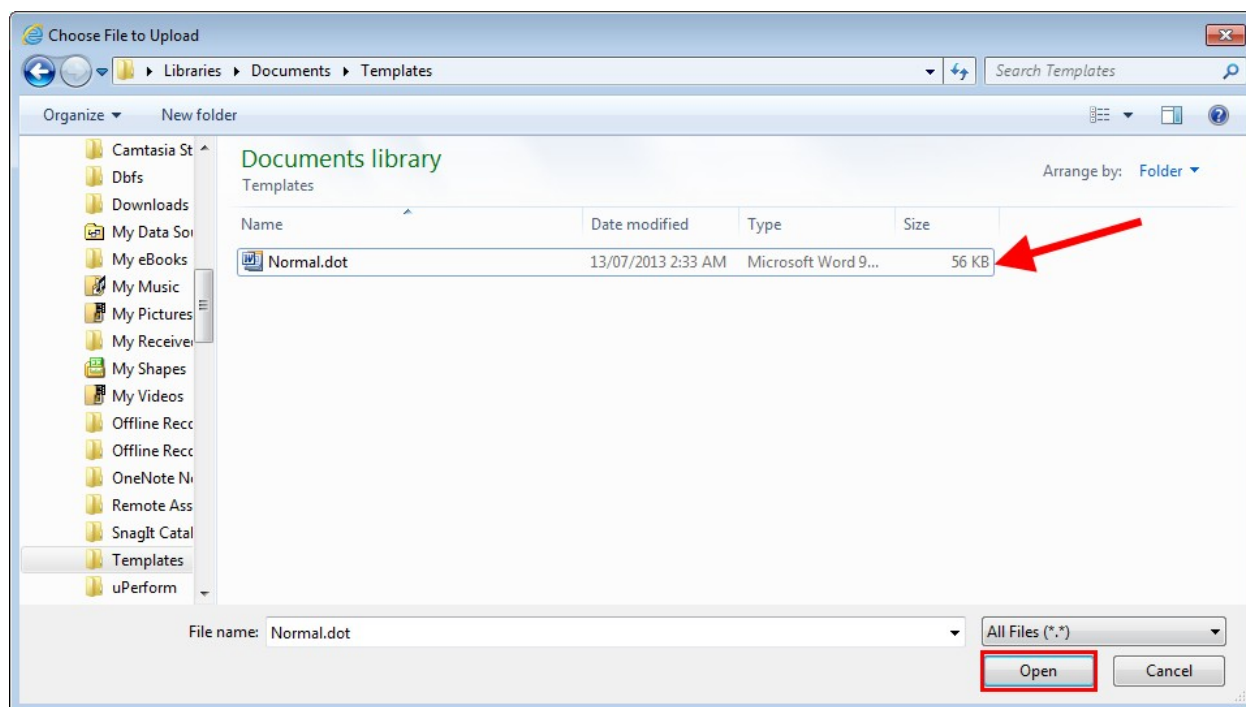 Choose File to Upload
Libraries Documents Templates
Search Templates
Organize New folder
Documents library
Templates
Arrange by: Folder
Name Date modified Type Size
Normal.dot 13/07/2013 2:33 AM Microsoft Word 9... 56 KB
Camtasia St
Dbfs
Downloads
My Data Sou
My eBooks
My Music
My Pictures
My Receive
My Shapes
My Videos
Offline Reco
Offline Reco
OneNote N
Remote Ass
SnagIt Catal
Templates
uPerform
File name: Normal.dot All Files (*.*)
Open Cancel